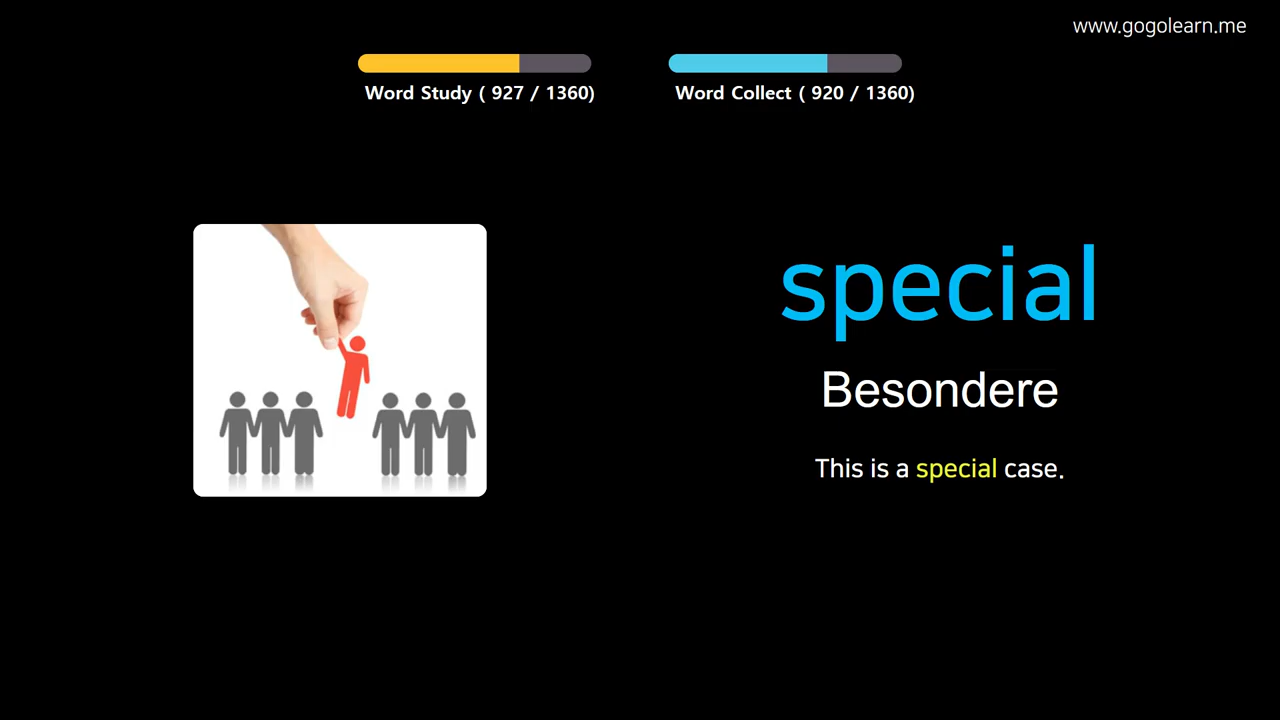 www.gogolearn.me
Word Study ( 927 / 1360)
Word Collect ( 920 / 1360)
special
Besondere
This is a special case.